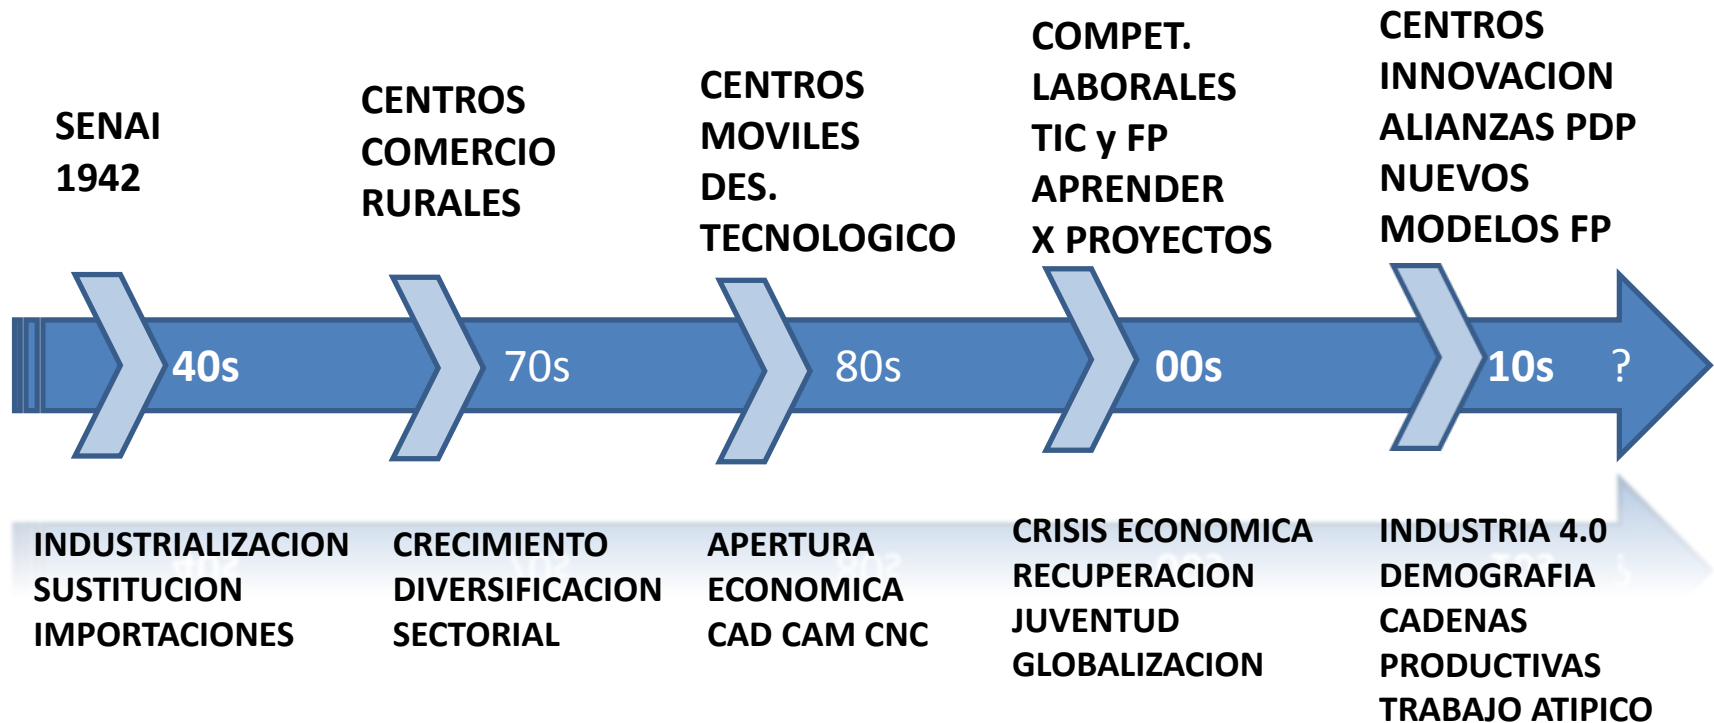 SENAI
1942
CENTROS
COMERCIO
RURALES
CENTROS
MOVILES
DES.
TECNOLOGICO
COMPET.
LABORALES
TIC y FP
APRENDER
X PROYECTOS
CENTROS
INNOVACION
ALIANZAS PDP
NUEVOS
MODELOS FP
40s
70s
80s
00s
10s
?
INDUSTRIALIZACION
SUSTITUCIÓN
IMPORTACIONES
CRECIMIENTO
DIVERSIFICACION
SECTORIAL
APERTURA
ECONOMICA
CAD CAM CNC
CRISIS ECONOMICA
RECUPERACION
JUVENTUD
GLOBALIZACION
INDUSTRIA 4.0
DEMOGRAFIA
CADENAS
PRODUCTIVAS
TRABAJO ATIPICO